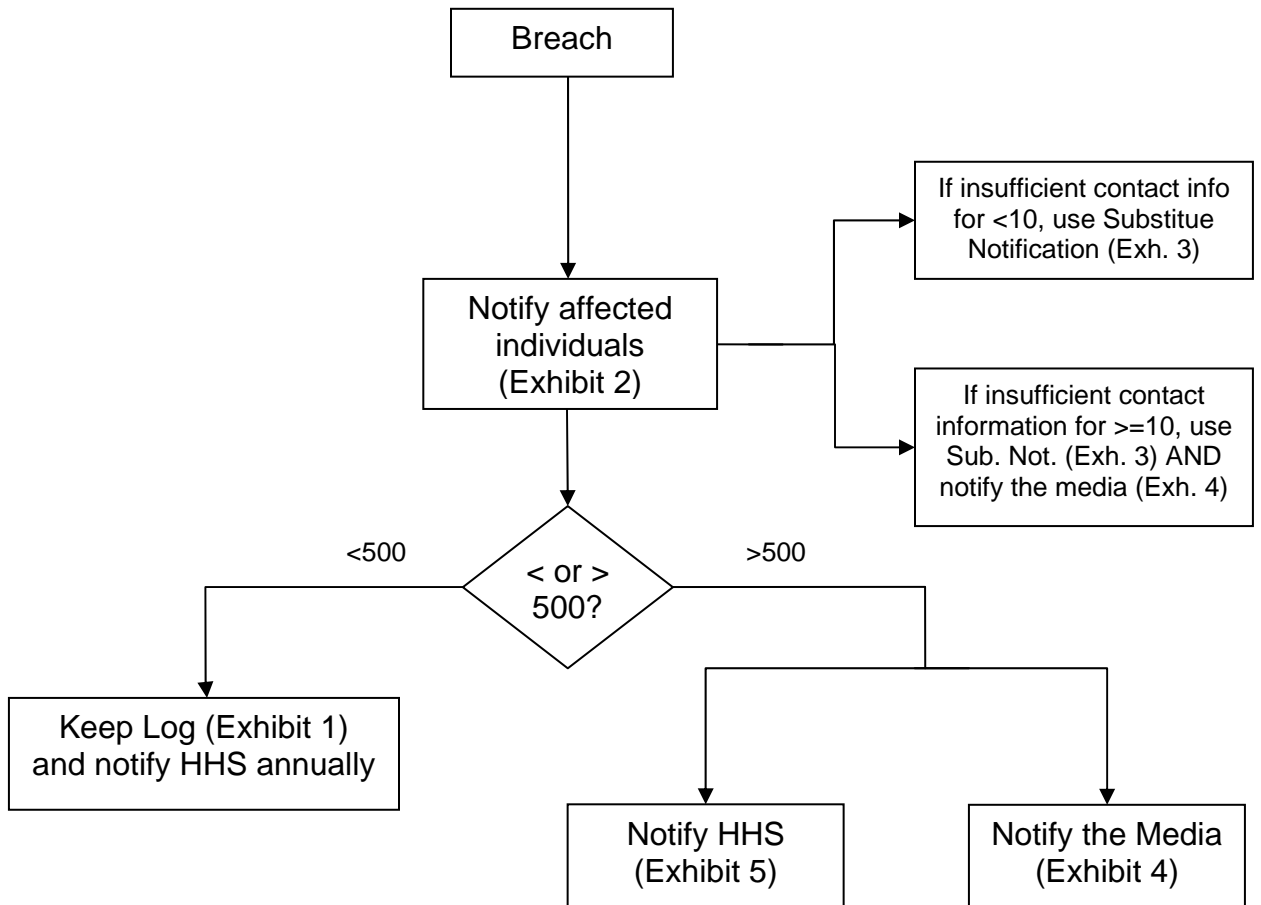 Breach
If insufficient contact info
for <10, use Substitue
Notification (Exh. 3)
Notify affected
individuals
(Exhibit 2)
If insufficient contact
information for >=10, use
Sub. Not. (Exh. 3) AND
notify the media (Exh. 4)
<500
>500
< or >
500?
Keep Log (Exhibit 1)
and notify HHS annually
Notify HHS
(Exhibit 5)
Notify the Media
(Exhibit 4)